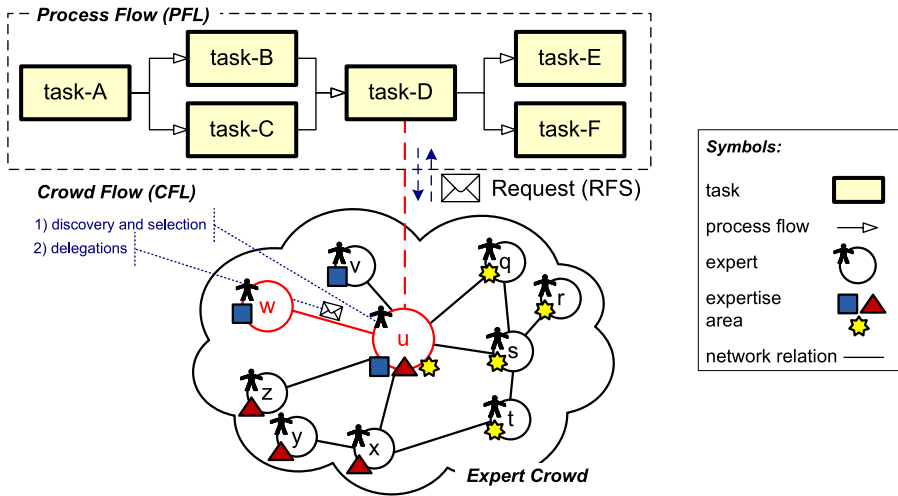 Process Flow (PFL)
task-A
task-B
task-C
task-D
task-E
task-F
Request (RFS)
Crowd Flow (CFL)
1) discovery and selection
2) delegations
v
q
r
w
u
s
z
t
y
x
Expert Crowd
Symbols:
task
process flow
expert
expertise
area
network relation